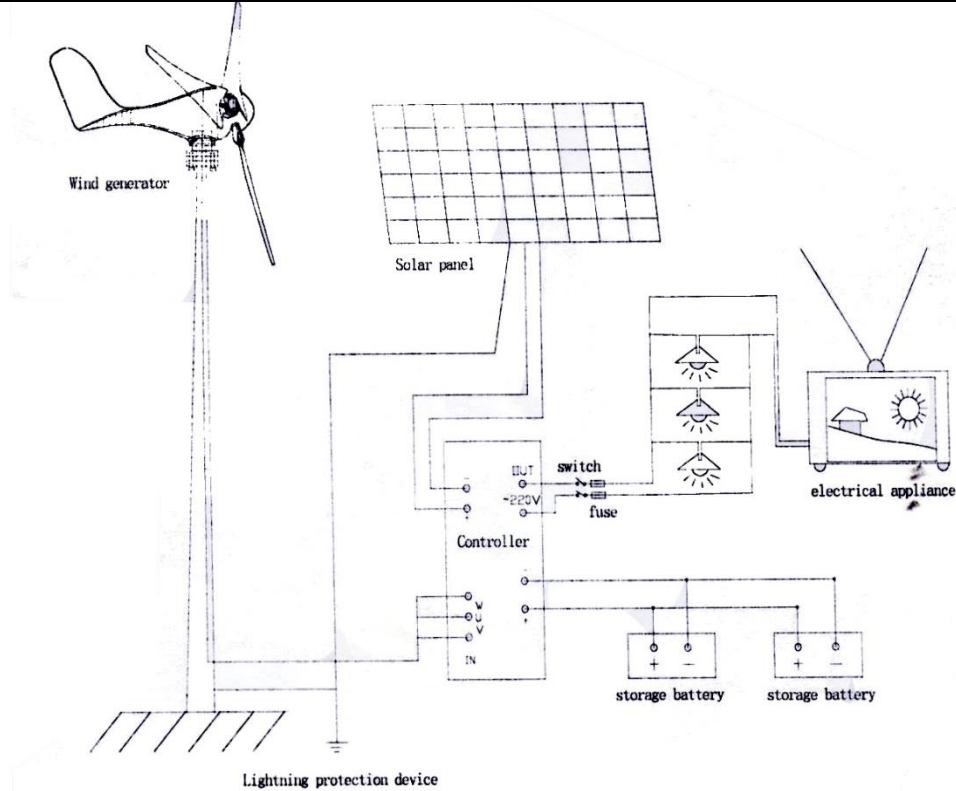 Wind generator
Solar panel
OUT
switch
-
~220V
fuse
+
electrical appliance
Controller
-
+
W
U
V
IN
+ -
+ -
storage battery
storage battery
Lightning protection device